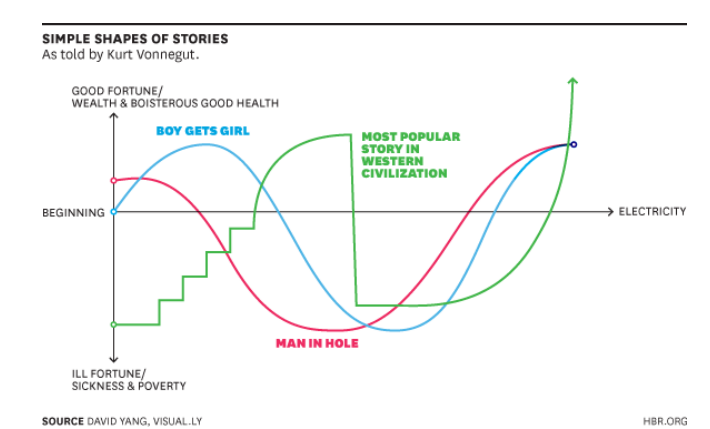 SIMPLE SHAPES OF STORIES
As told by Kurt Vonnegut.
GOOD FORTUNE/
WEALTH & BOISTEROUS GOOD HEALTH
BOY GETS GIRL
MOST POPULAR
STORY IN
WESTERN
CIVILIZATION
BEGINNING
ELECTRICITY
MAN IN HOLE
ILL FORTUNE/
SICKNESS & POVERTY
SOURCE DAVID YANG, VISUAL.LY
HBR.ORG